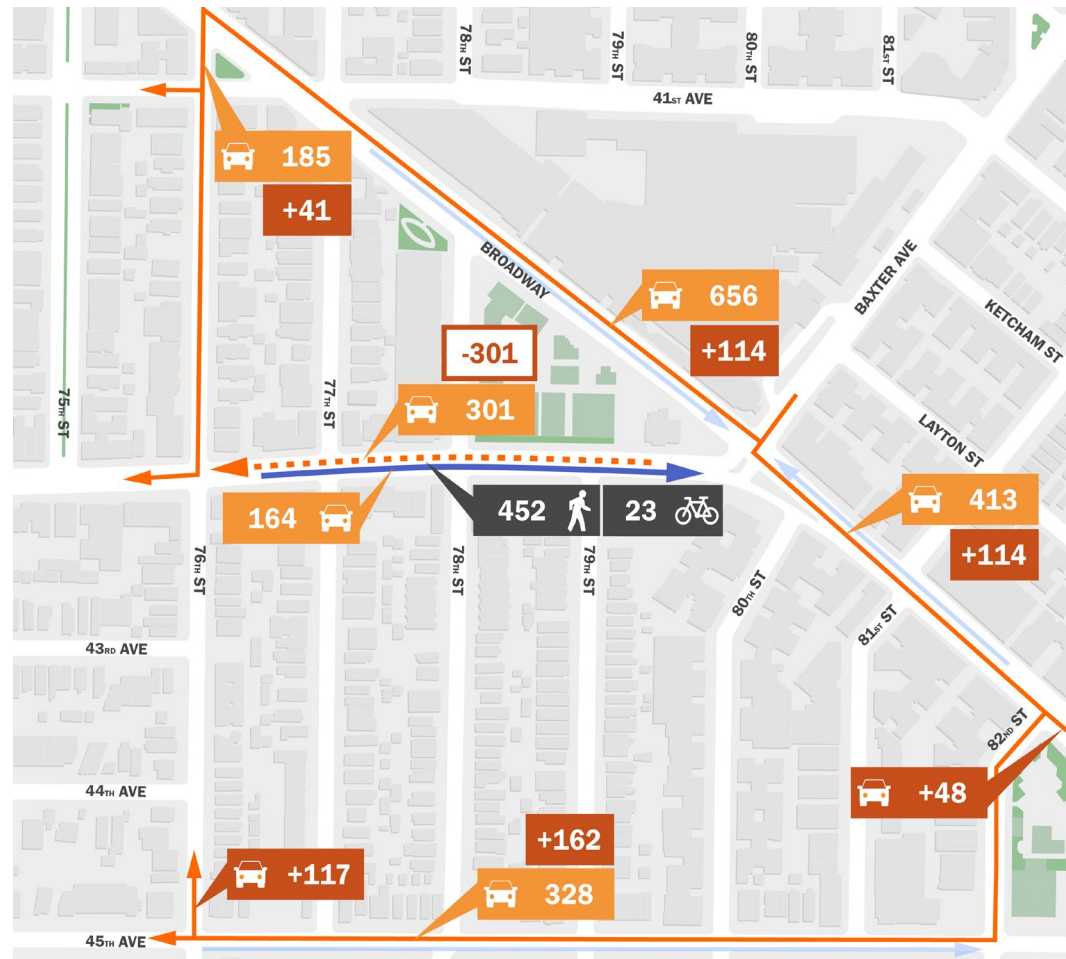 78TH ST
79TH ST
80TH ST
81ST ST
41ST AVE
185
+41
BROADWAY
BAXTER AVE
656
+114
KETCHAM ST
-301
301
75TH ST
77TH ST
LAYTON ST
164
452
23
413
+114
76TH ST
78TH ST
79TH ST
80TH ST
81ST ST
43RD AVE
82ND ST
44TH AVE
+48
+162
+117
328
45TH AVE